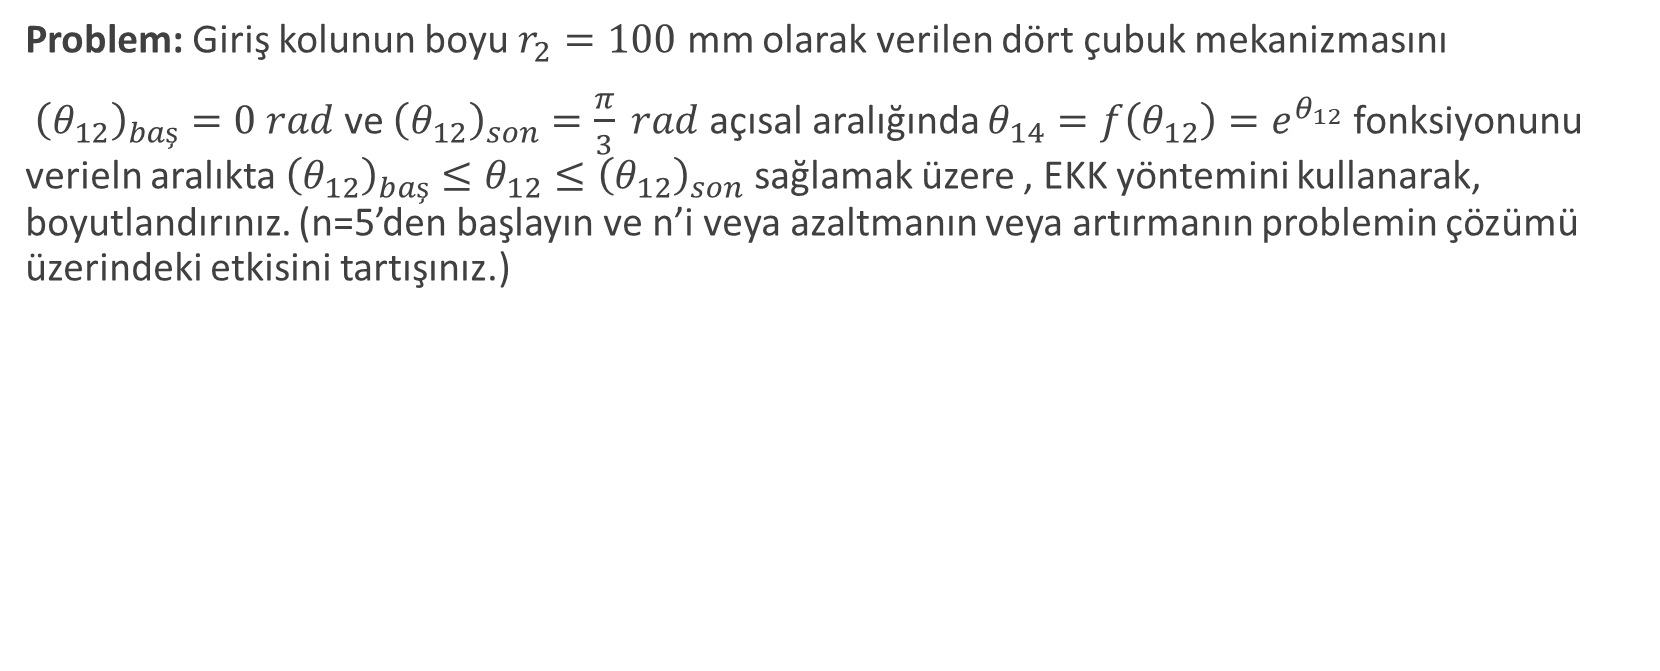 Problem: Giriş kolunun boyu r₂ = 100 mm olarak verilen dört çubuk mekanizmasını
(θ₁₂)baş = 0 rad ve (θ₁₂)son = π/3 rad açısal aralığında θ₁₄ = f(θ₁₂) = e^θ₁₂ fonksiyonunu
verieln aralıkta (θ₁₂)baş ≤ θ₁₂ ≤ (θ₁₂)son sağlamak üzere , EKK yöntemini kullanarak,
boyutlandırınız. (n=5’den başlayın ve n’i veya azaltmanın veya artırmanın problemin çözümü
üzerindeki etkisini tartışınız.)